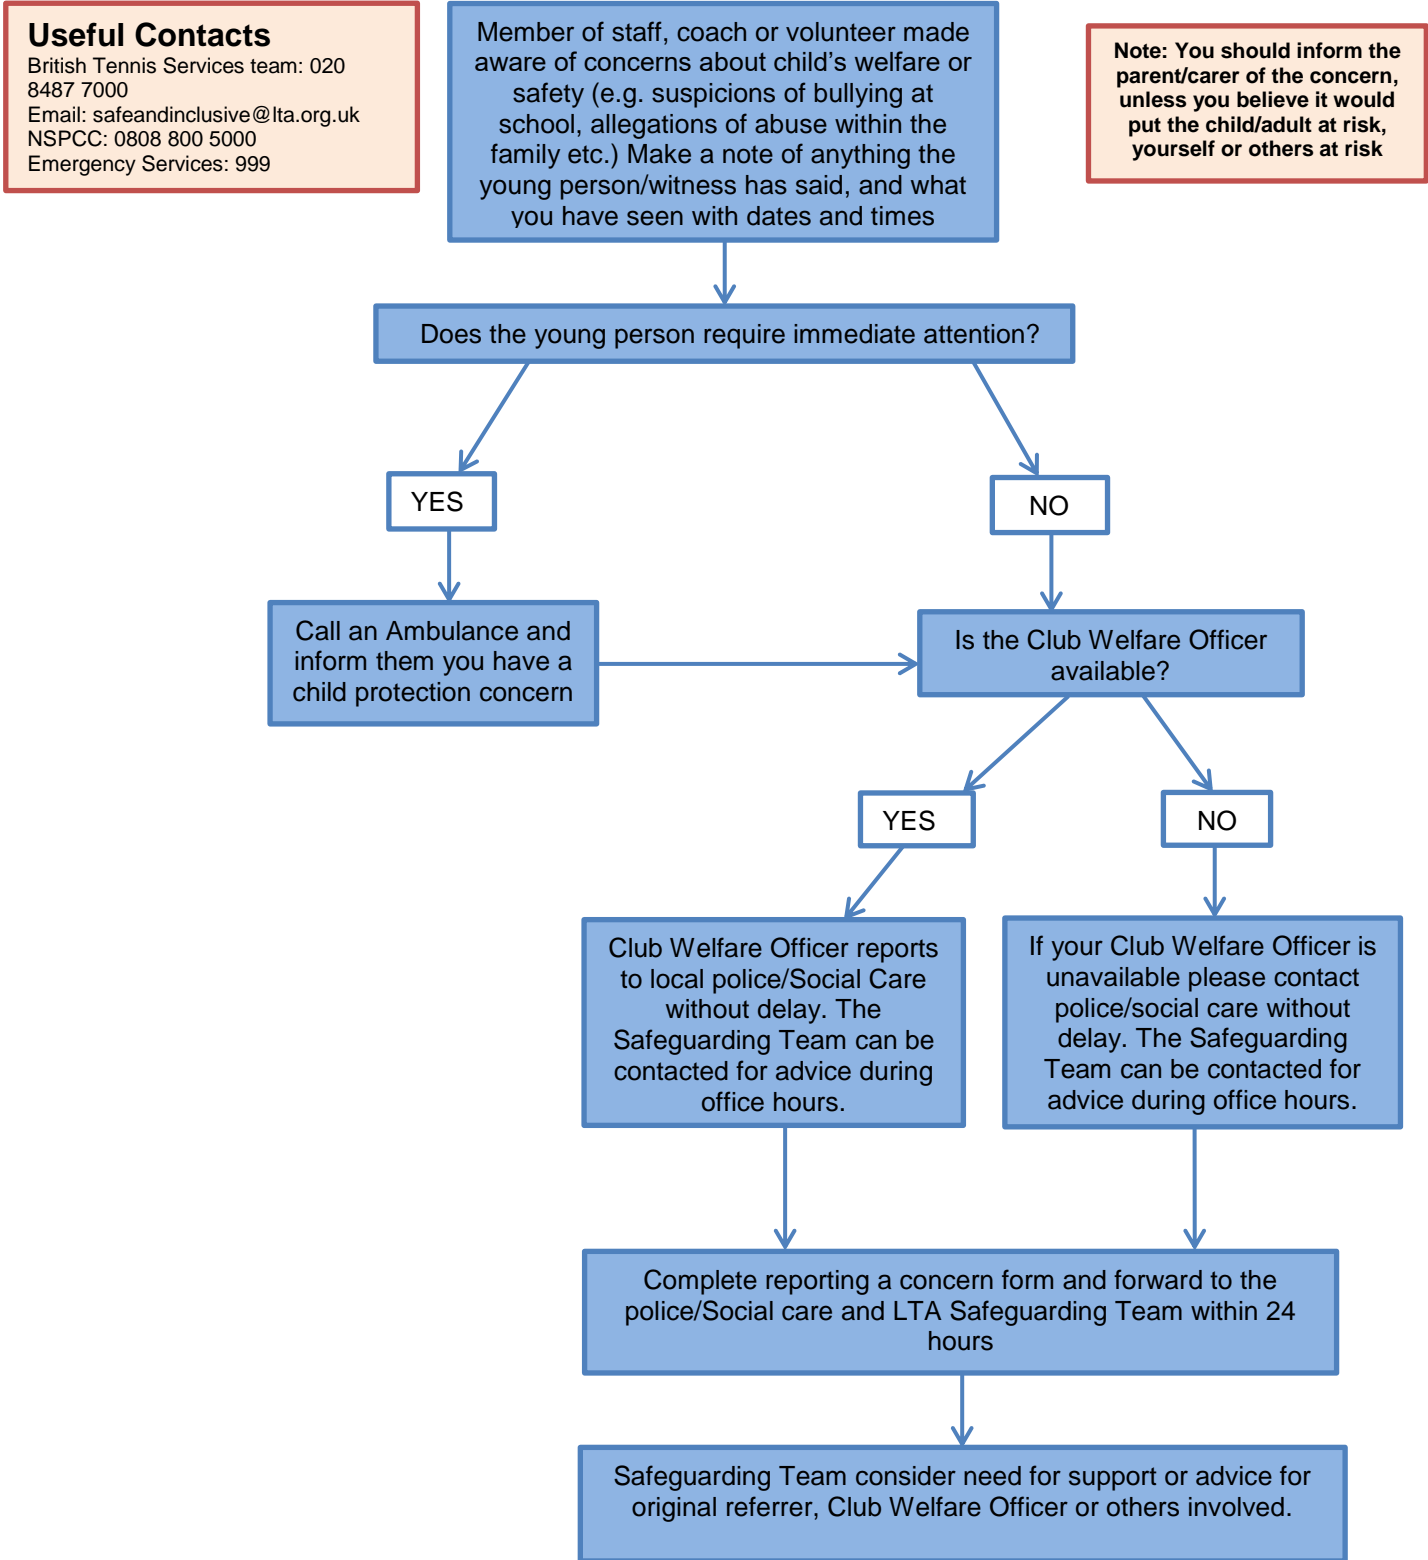 Useful Contacts
British Tennis Services team: 020
8487 7000
Email: safeandinclusive@lta.org.uk
NSPCC: 0808 800 5000
Emergency Services: 999
Member of staff, coach or volunteer made
aware of concerns about child’s welfare or
safety (e.g. suspicions of bullying at
school, allegations of abuse within the
family etc.) Make a note of anything the
young person/witness has said, and what
you have seen with dates and times
Note: You should inform the
parent/carer of the concern,
unless you believe it would
put the child/adult at risk,
yourself or others at risk
Does the young person require immediate attention?
YES
NO
Call an Ambulance and
inform them you have a
child protection concern
Is the Club Welfare Officer
available?
YES
NO
Club Welfare Officer reports
to local police/Social Care
without delay. The
Safeguarding Team can be
contacted for advice during
office hours.
If your Club Welfare Officer is
unavailable please contact
police/social care without
delay. The Safeguarding
Team can be contacted for
advice during office hours.
Complete reporting a concern form and forward to the
police/Social care and LTA Safeguarding Team within 24
hours
Safeguarding Team consider need for support or advice for
original referrer, Club Welfare Officer or others involved.